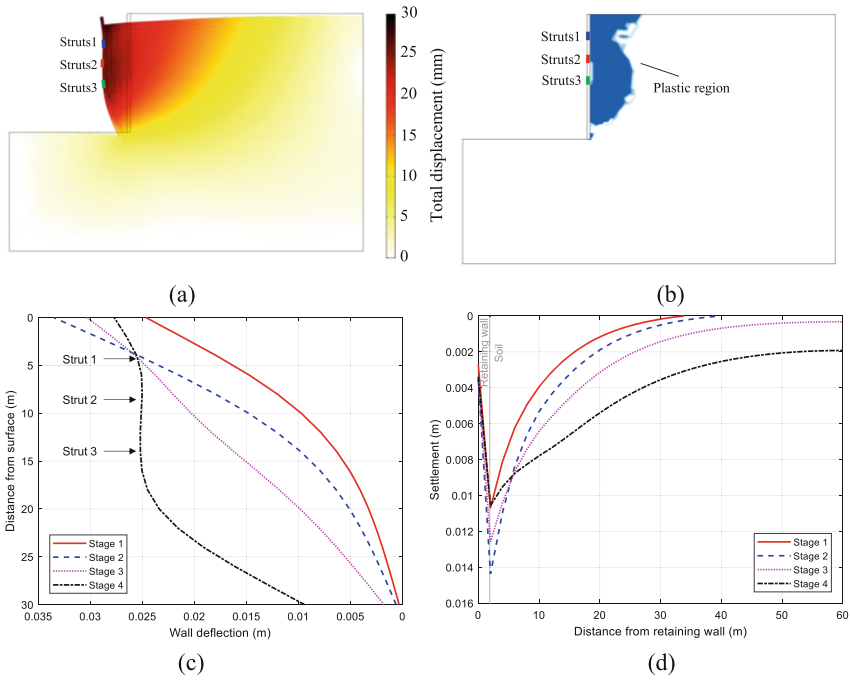 Struts1
Struts2
Struts3
30
25
20
15
10
5
0
Total displacement (mm)
(a)
Struts1
Struts2
Struts3
Plastic region
(b)
0
5
10
15
20
25
30
Distance from surface (m)
Strut 1
Strut 2
Strut 3
Stage 1
Stage 2
Stage 3
Stage 4
0.035
0.03
0.025
0.02
0.015
0.01
0.005
0
Wall deflection (m)
(c)
0
0.002
0.004
0.006
0.008
0.01
0.012
0.014
0.016
Settlement (m)
Retaining wall
Soil
Stage 1
Stage 2
Stage 3
Stage 4
0
10
20
30
40
50
60
Distance from retaining wall (m)
(d)